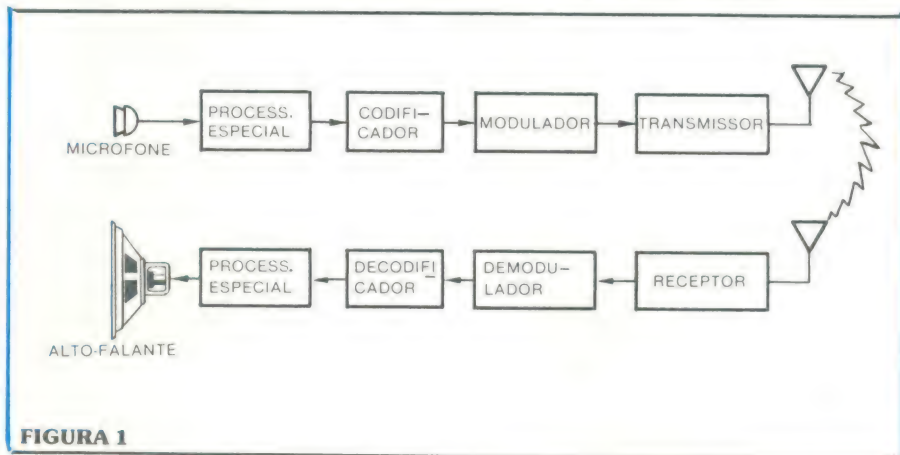 PROCESS.
ESPECIAL
CODIFI-
CADOR
MODULADOR
TRANSMISSOR
MICROFONE
PROCESS.
ESPECIAL
DECODIFI
CADOR
DEMODU-
LADOR
RECEPTOR
ALTO-FALANTE
FIGURA 1